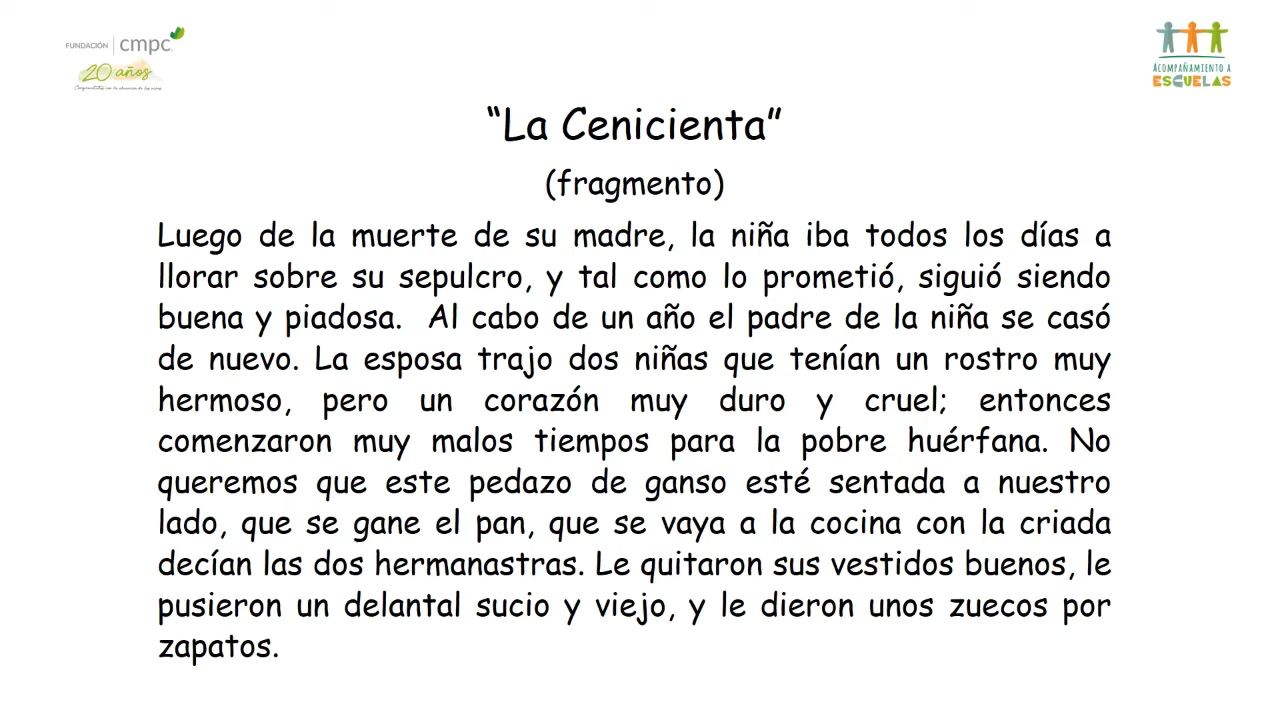 FUNDACIÓN cmpc
20 años
ACOMPAÑAMIENTO A
ESCUELAS
“La Cenicienta”
(fragmento)
Luego de la muerte de su madre, la niña iba todos los días a
llorar sobre su sepulcro, y tal como lo prometió, siguió siendo
buena y piadosa.  Al cabo de un año el padre de la niña se casó
de nuevo. La esposa trajo dos niñas que tenían un rostro muy
hermoso, pero un corazón muy duro y cruel; entonces
comenzaron muy malos tiempos para la pobre huérfana. No
queremos que este pedazo de ganso esté sentada a nuestro
lado, que se gane el pan, que se vaya a la cocina con la criada
decían las dos hermanastras. Le quitaron sus vestidos buenos, le
pusieron un delantal sucio y viejo, y le dieron unos zuecos por
zapatos.